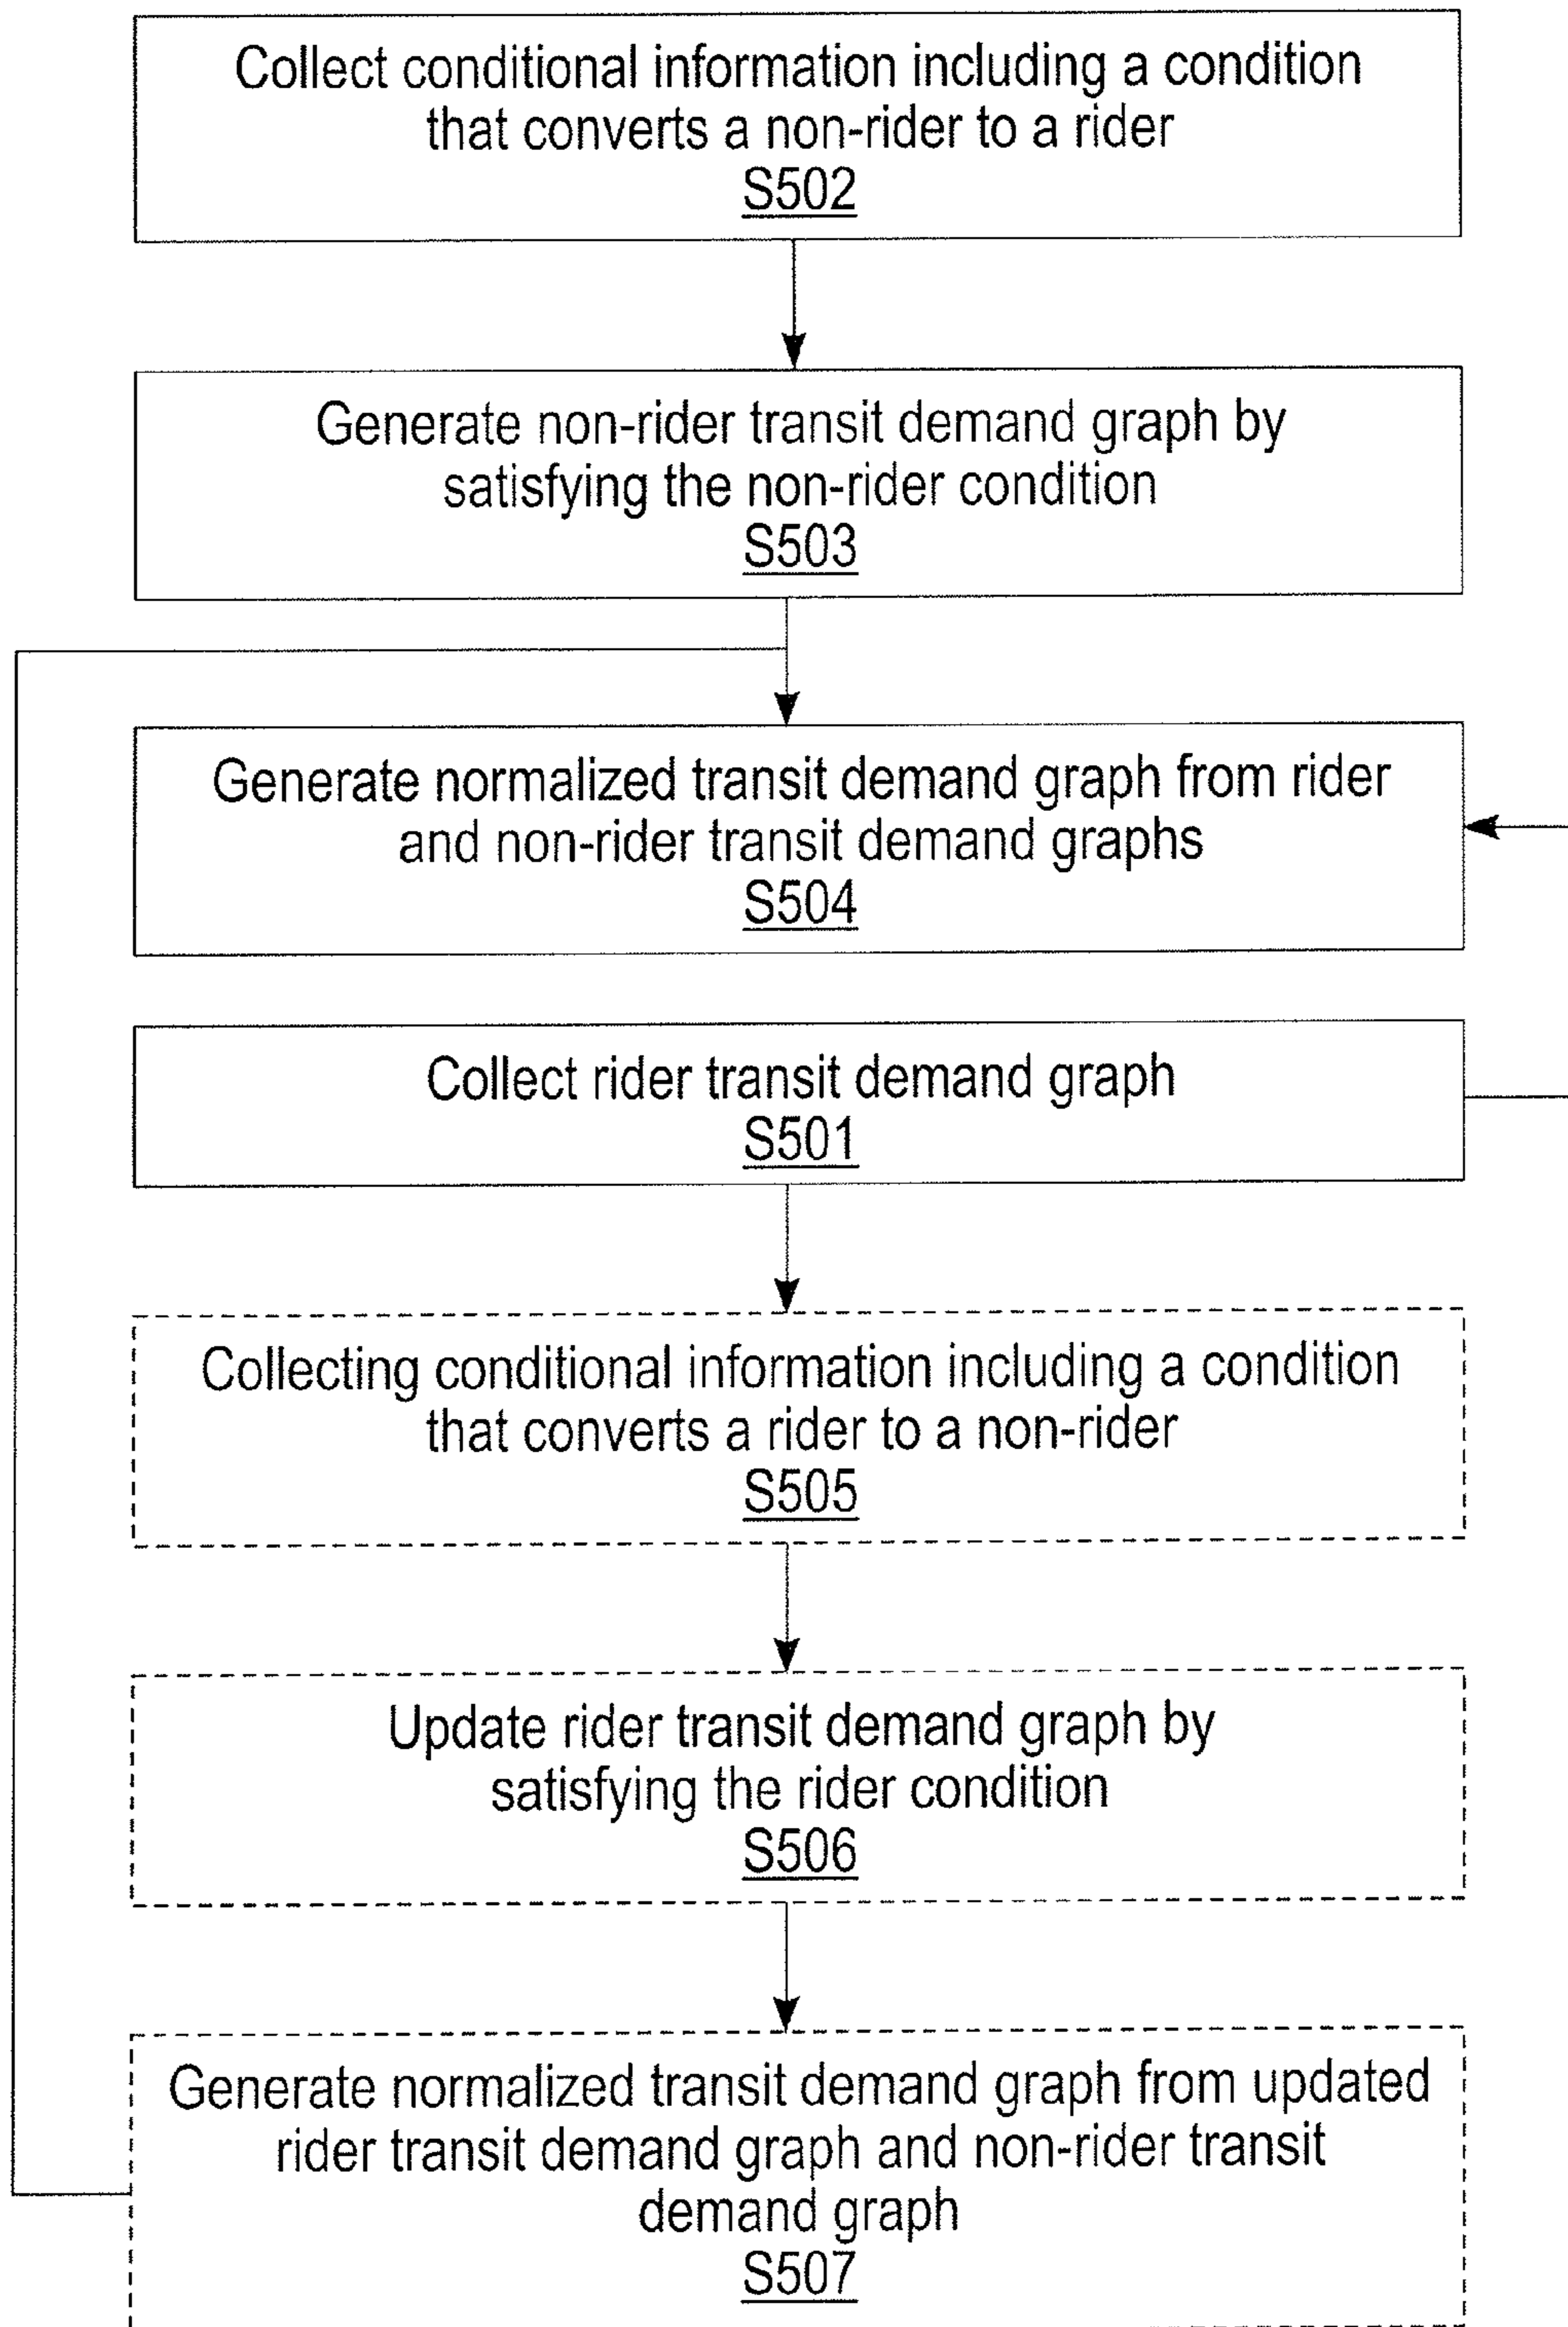 Collect conditional information including a condition
that converts a non-rider to a rider
S502
Generate non-rider transit demand graph by
satisfying the non-rider condition
S503
Generate normalized transit demand graph from rider
and non-rider transit demand graphs
S504
Collect rider transit demand graph
S501
Collecting conditional information including a condition
that converts a rider to a non-rider
S505
Update rider transit demand graph by
satisfying the rider condition
S506
Generate normalized transit demand graph from updated
rider transit demand graph and non-rider transit
demand graph
S507